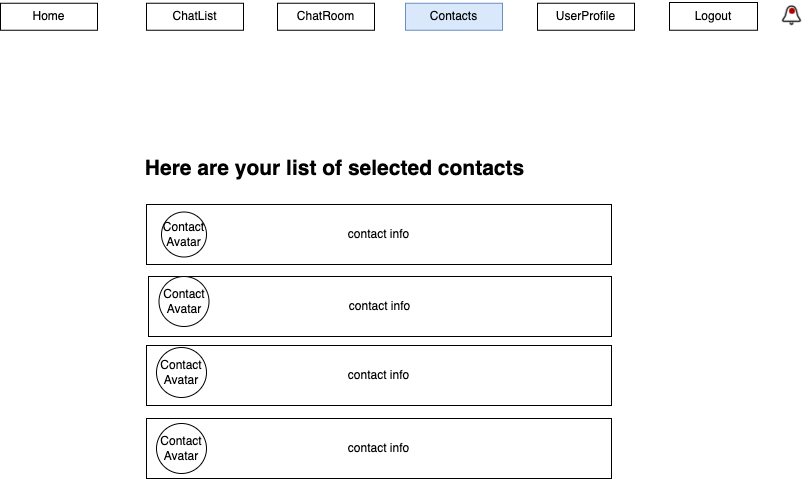 Home
ChatList
ChatRoom
Contacts
UserProfile
Logout
Here are your list of selected contacts
Contact
Avatar
contact info
Contact
Avatar
contact info
Contact
Avatar
contact info
Contact
Avatar
contact info